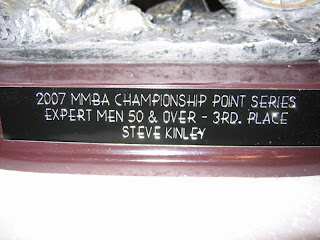 2007 MMBA CHAMPIONSHIP POINT SERIES
EXPERT MEN 50 & OVER - 3RD. PLACE
STEVE KINLEY